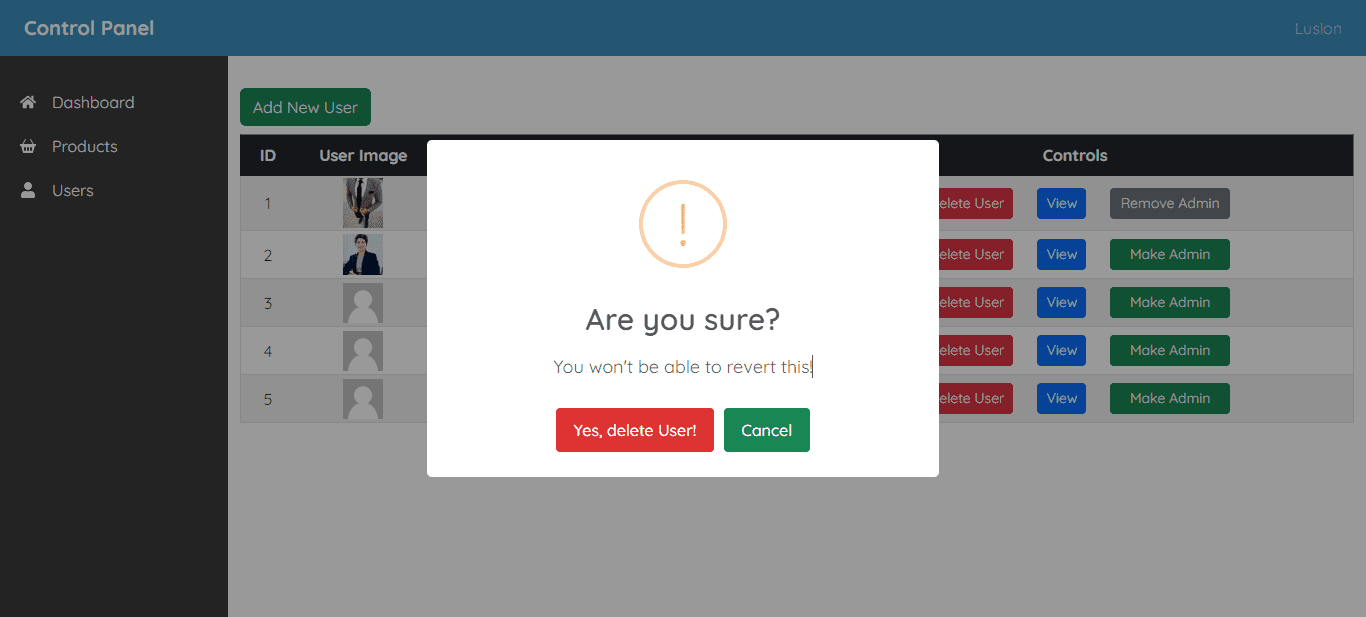 Control Panel
Luslon
Dashboard
Products
Users
Add New User
ID User Image Controls
1 elete User View Remove Admin
2 elete User View Make Admin
3 elete User View Make Admin
4 elete User View Make Admin
5 elete User View Make Admin
!
Are you sure?
You won't be able to revert this!
Yes, delete User! Cancel